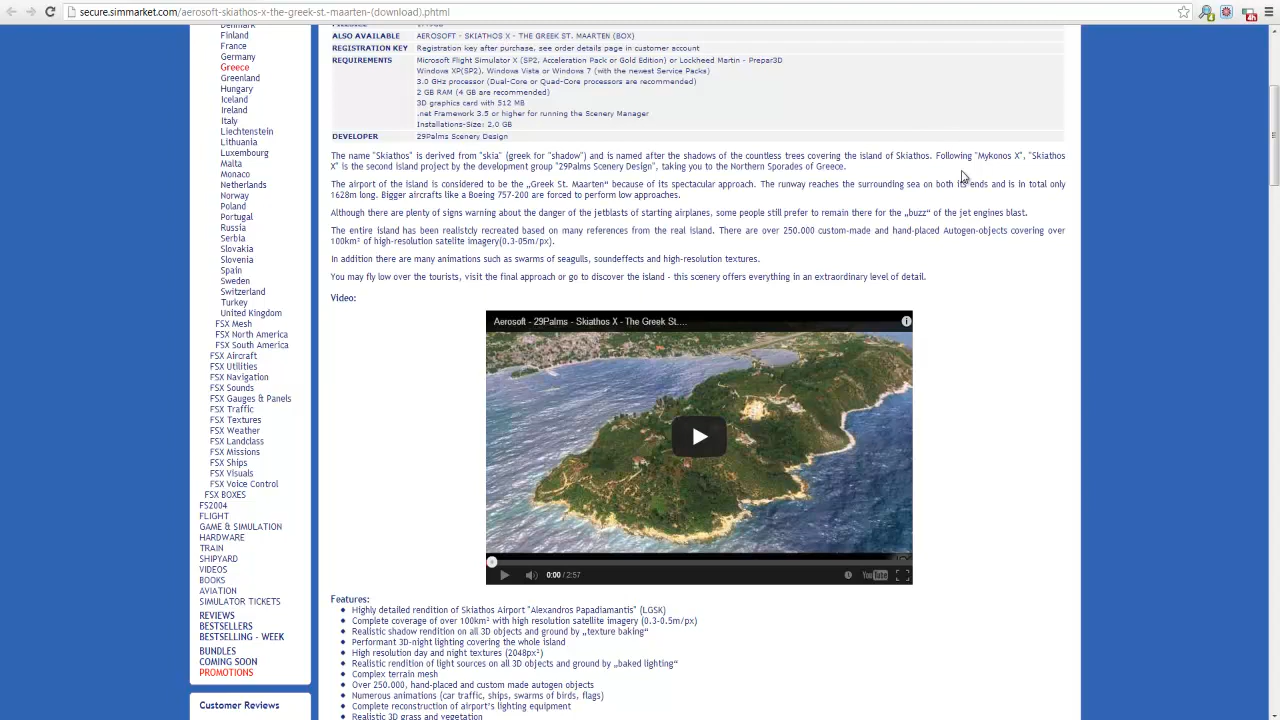 secure.simmarket.com/aerosoft-skiathos-x-the-greek-st.-maarten-(download).phtml
4h
Denmark
Finland
France
Germany
Greece
Greenland
Hungary
Iceland
Ireland
Italy
Liechtenstein
Lithuania
Luxembourg
Malta
Monaco
Netherlands
Norway
Poland
Portugal
Russia
Serbia
Slovakia
Slovenia
Spain
Sweden
Switzerland
Turkey
United Kingdom
FSX Mesh
FSX North America
FSX South America
FSX Aircraft
FSX Utilities
FSX Navigation
FSX Sounds
FSX Gauges & Panels
FSX Traffic
FSX Textures
FSX Weather
FSX Landclass
FSX Missions
FSX Ships
FSX Visuals
FSX Voice Control
FSX BOXES
FS2004
FLIGHT
GAME & SIMULATION
HARDWARE
TRAIN
SHIPYARD
VIDEOS
BOOKS
AVIATION
SIMULATOR TICKETS
REVIEWS
BESTSELLERS
BESTSELLING - WEEK
BUNDLES
COMING SOON
PROMOTIONS
Customer Reviews
ALSO AVAILABLE AEROSOFT - SKIATHOS X - THE GREEK ST. MAARTEN (BOX)
REGISTRATION KEY Registration key after purchase, see order details page in customer account
REQUIREMENTS Microsoft Flight Simulator X (SP2, Acceleration Pack or Gold Edition) or Lockheed Martin - Prepar3D
Windows XP(SP2), Windows Vista or Windows 7 (with the newest Service Packs)
3.0 GHz processor (Dual-Core or Quad-Core processors are recommended)
2 GB RAM (4 GB are recommended)
3D graphics card with 512 MB
.net Framework 3.5 or higher for running the Scenery Manager
Installations-Size: 2,0 GB
DEVELOPER 29Palms Scenery Design
The name "Skiathos" is derived from "skia" (greek for "shadow") and is named after the shadows of the countless trees covering the island of Skiathos. Following "Mykonos X", "Skiathos
X" is the second island project by the development group "29Palms Scenery Design", taking you to the Northern Sporades of Greece.
The airport of the island is considered to be the „Greek St. Maarten“ because of its spectacular approach. The runway reaches the surrounding sea on both its ends and is in total only
1628m long. Bigger aircrafts like a Boeing 757-200 are forced to perform low approaches.
Although there are plenty of signs warning about the danger of the jetblasts of starting airplanes, some people still prefer to remain there for the „buzz“ of the jet engines blast.
The entire island has been realistcly recreated based on many references from the real island. There are over 250.000 custom-made and hand-placed Autogen-objects covering over
100km² of high-resolution satelite imagery(0.3-05m/px).
In addition there are many animations such as swarms of seagulls, soundeffects and high-resolution textures.
You may fly low over the tourists, visit the final approach or go to discover the island - this scenery offers everything in an extraordinary level of detail.
Video:
Aerosoft - 29Palms - Skiathos X - The Greek St....
0:00 / 2:57
YouTube
Features:
Highly detailed rendition of Skiathos Airport "Alexandros Papadiamantis" (LGSK)
Complete coverage of over 100km² with high resolution satellite imagery (0.3-0.5m/px)
Realistic shadow rendition on all 3D objects and ground by „texture baking“
Performant 3D-night lighting covering the whole island
High resolution day and night textures (2048px²)
Realistic rendition of light sources on all 3D objects and ground by „baked lighting“
Complex terrain mesh
Over 250.000, hand-placed and custom made autogen objects
Numerous animations (car traffic, ships, swarms of birds, flags)
Complete reconstruction of airport's lighting equipment
Realistic 3D grass and vegetation